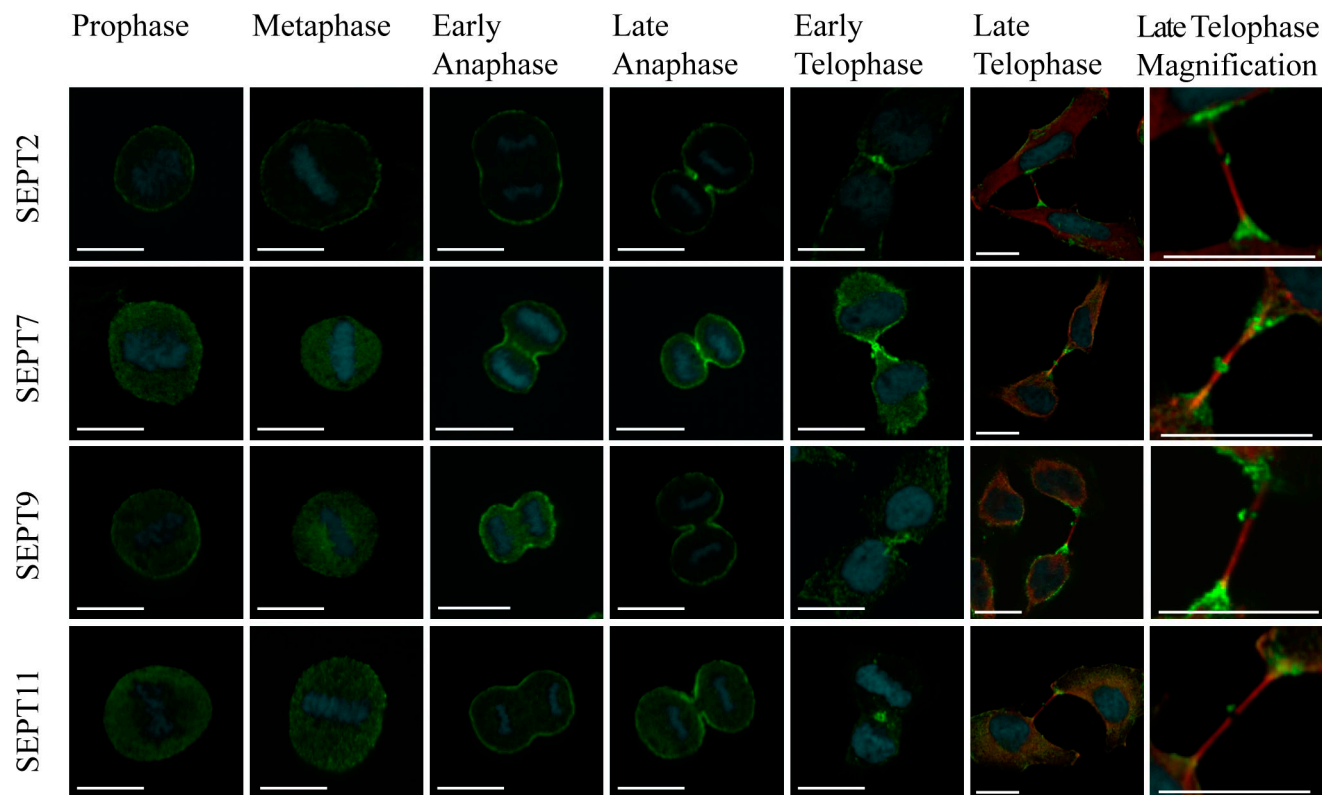 Prophase
Metaphase
Early
Anaphase
Late
Anaphase
Early
Telophase
Late
Telophase
Late Telophase
Magnification
SEPT2
SEPT7
SEPT9
SEPT11